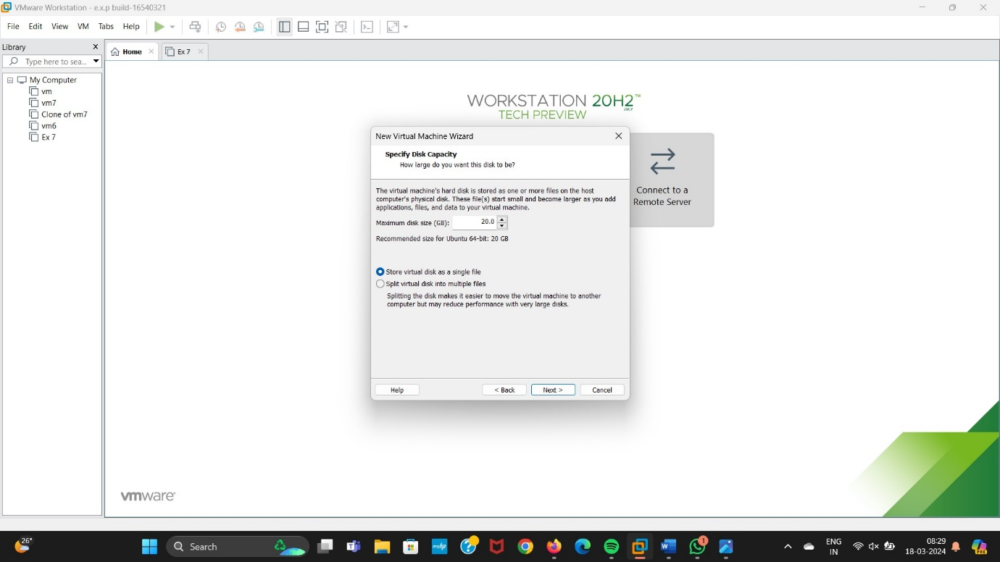 VMware Workstation - e.x.p build-16540321
File Edit View VM Tabs Help
Library
Type here to sea...
My Computer
vm
vm7
Clone of vm7
vm6
Ex 7
Home
Ex 7
WORKSTATION 20H2™
JULY
TECH PREVIEW
Connect to a
Remote Server
New Virtual Machine Wizard
Specify Disk Capacity
How large do you want this disk to be?
The virtual machine's hard disk is stored as one or more files on the host
computer's physical disk. These file(s) start small and become larger as you add
applications, files, and data to your virtual machine.
Maximum disk size (GB): 20.0
Recommended size for Ubuntu 64-bit: 20 GB
Store virtual disk as a single file
Split virtual disk into multiple files
Splitting the disk makes it easier to move the virtual machine to another
computer but may reduce performance with very large disks.
Help
< Back
Next >
Cancel
vmware
26°
Search
myhp
1
ENG
IN
08:29
18-03-2024
PRE